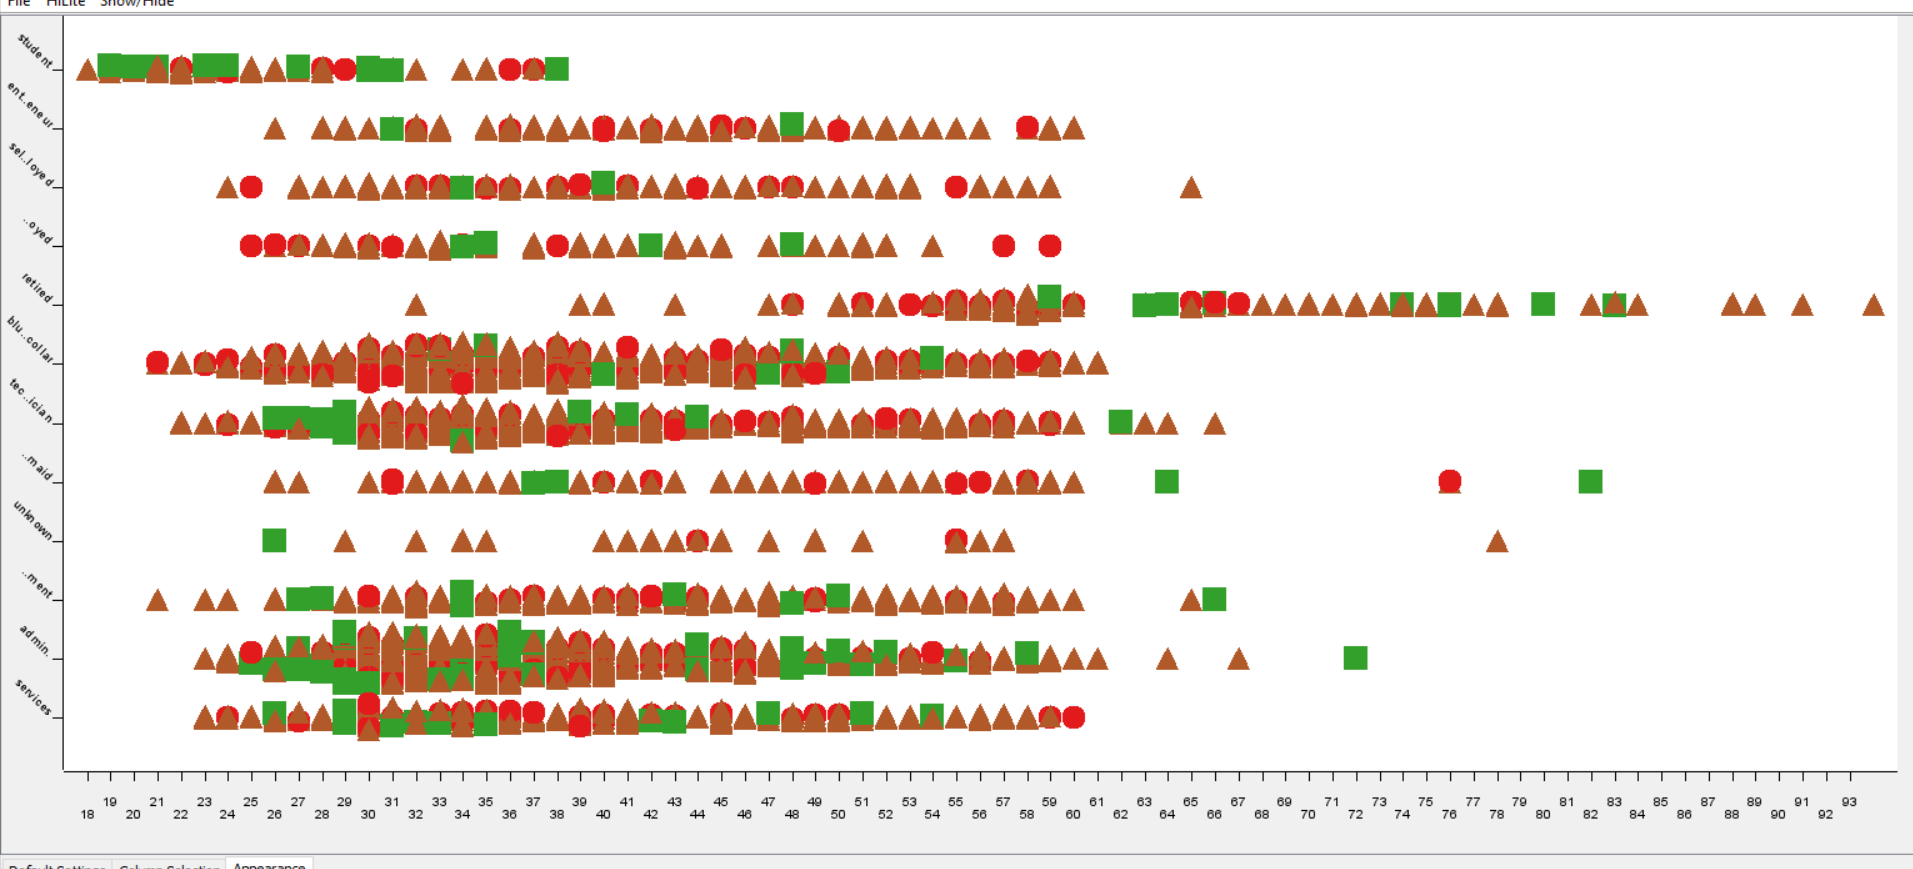 File HiLite Show/Hide
student
ent..eneur
sel..loyed
..oyed
retired
blu..collar
tec..ician
..maid
unknown
..ment
admin.
services
19 21 23 25 27 29 31 33 35 37 39 41 43 45 47 49 51 53 55 57 59 61 63 65 67 69 71 73 75 77 79 81 83 85 87 89 91 93
18 20 22 24 26 28 30 32 34 36 38 40 42 44 46 48 50 52 54 56 58 60 62 64 66 68 70 72 74 76 78 80 82 84 86 88 90 92
Default Settings Column Selection Appearance